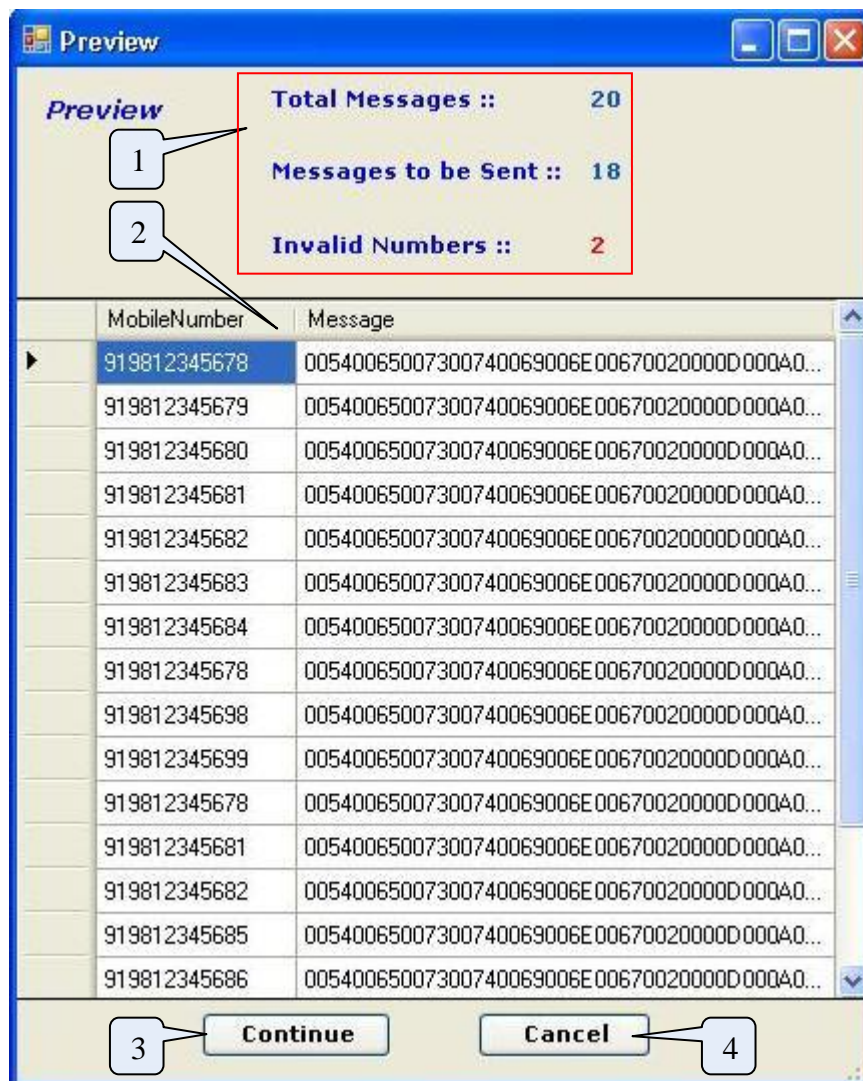 Preview
Preview
Total Messages :: 20
1
Messages to be Sent :: 18
2
Invalid Numbers :: 2
MobileNumber Message
919812345678 00540065007300740069006E00670020000D000A0...
919812345679 00540065007300740069006E00670020000D000A0...
919812345680 00540065007300740069006E00670020000D000A0...
919812345681 00540065007300740069006E00670020000D000A0...
919812345682 00540065007300740069006E00670020000D000A0...
919812345683 00540065007300740069006E00670020000D000A0...
919812345684 00540065007300740069006E00670020000D000A0...
919812345678 00540065007300740069006E00670020000D000A0...
919812345698 00540065007300740069006E00670020000D000A0...
919812345699 00540065007300740069006E00670020000D000A0...
919812345678 00540065007300740069006E00670020000D000A0...
919812345681 00540065007300740069006E00670020000D000A0...
919812345682 00540065007300740069006E00670020000D000A0...
919812345685 00540065007300740069006E00670020000D000A0...
919812345686 00540065007300740069006E00670020000D000A0...
3 Continue Cancel 4